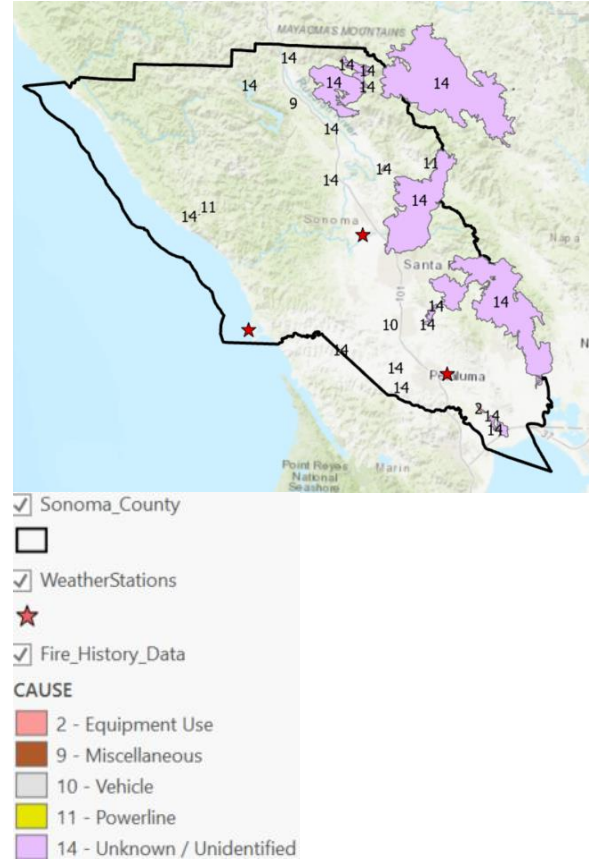 MAYACMAS MOUNTAINS
14
14
14
14
14
14
14
9
14
14
14
11
14
14
11
14
Sonoma
Napa
Santa
14
14
101
10
14
14
14
Petaluma
14
2
14
14
Point Reyes
National
Seashore
Marin
Sonoma_County
WeatherStations
Fire_History_Data
CAUSE
2 - Equipment Use
9 - Miscellaneous
10 - Vehicle
11 - Powerline
14 - Unknown / Unidentified